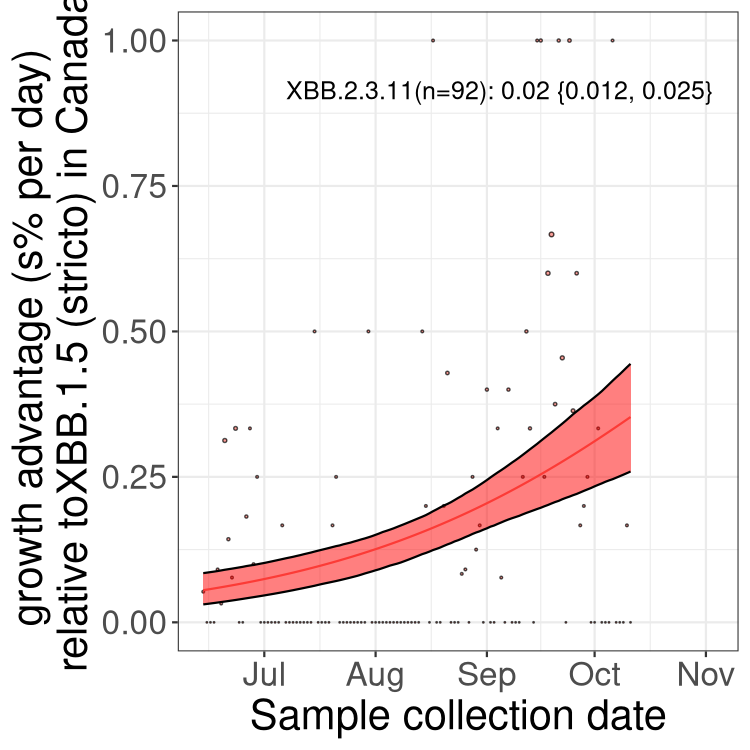 growth advantage (s% per day)
relative toXBB.1.5 (stricto) in Canada
1.00
0.75
0.50
0.25
0.00
XBB.2.3.11(n=92): 0.02 {0.012, 0.025}
Jul Aug Sep Oct Nov
Sample collection date